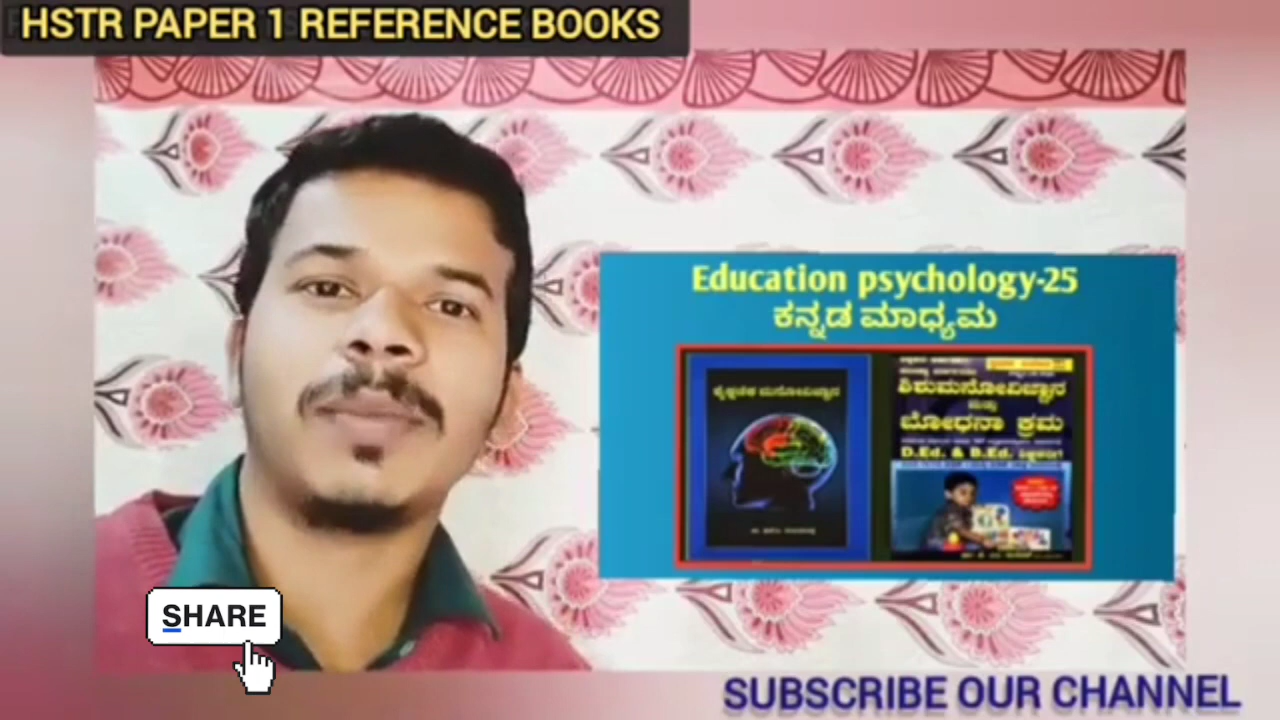 HSTR PAPER 1 REFERENCE BOOKS
Education psychology-25
ಕನ್ನಡ ಮಾಧ್ಯಮ
ಶೈಕ್ಷಣಿಕ ಮನೋವಿಜ್ಞಾನ
ಶಿಶುಮನೋವಿಜ್ಞಾನ
ಮತ್ತು
ಬೋಧನಾ ಕ್ರಮ
D.Ed. & B.Ed.
SHARE
SUBSCRIBE OUR CHANNEL